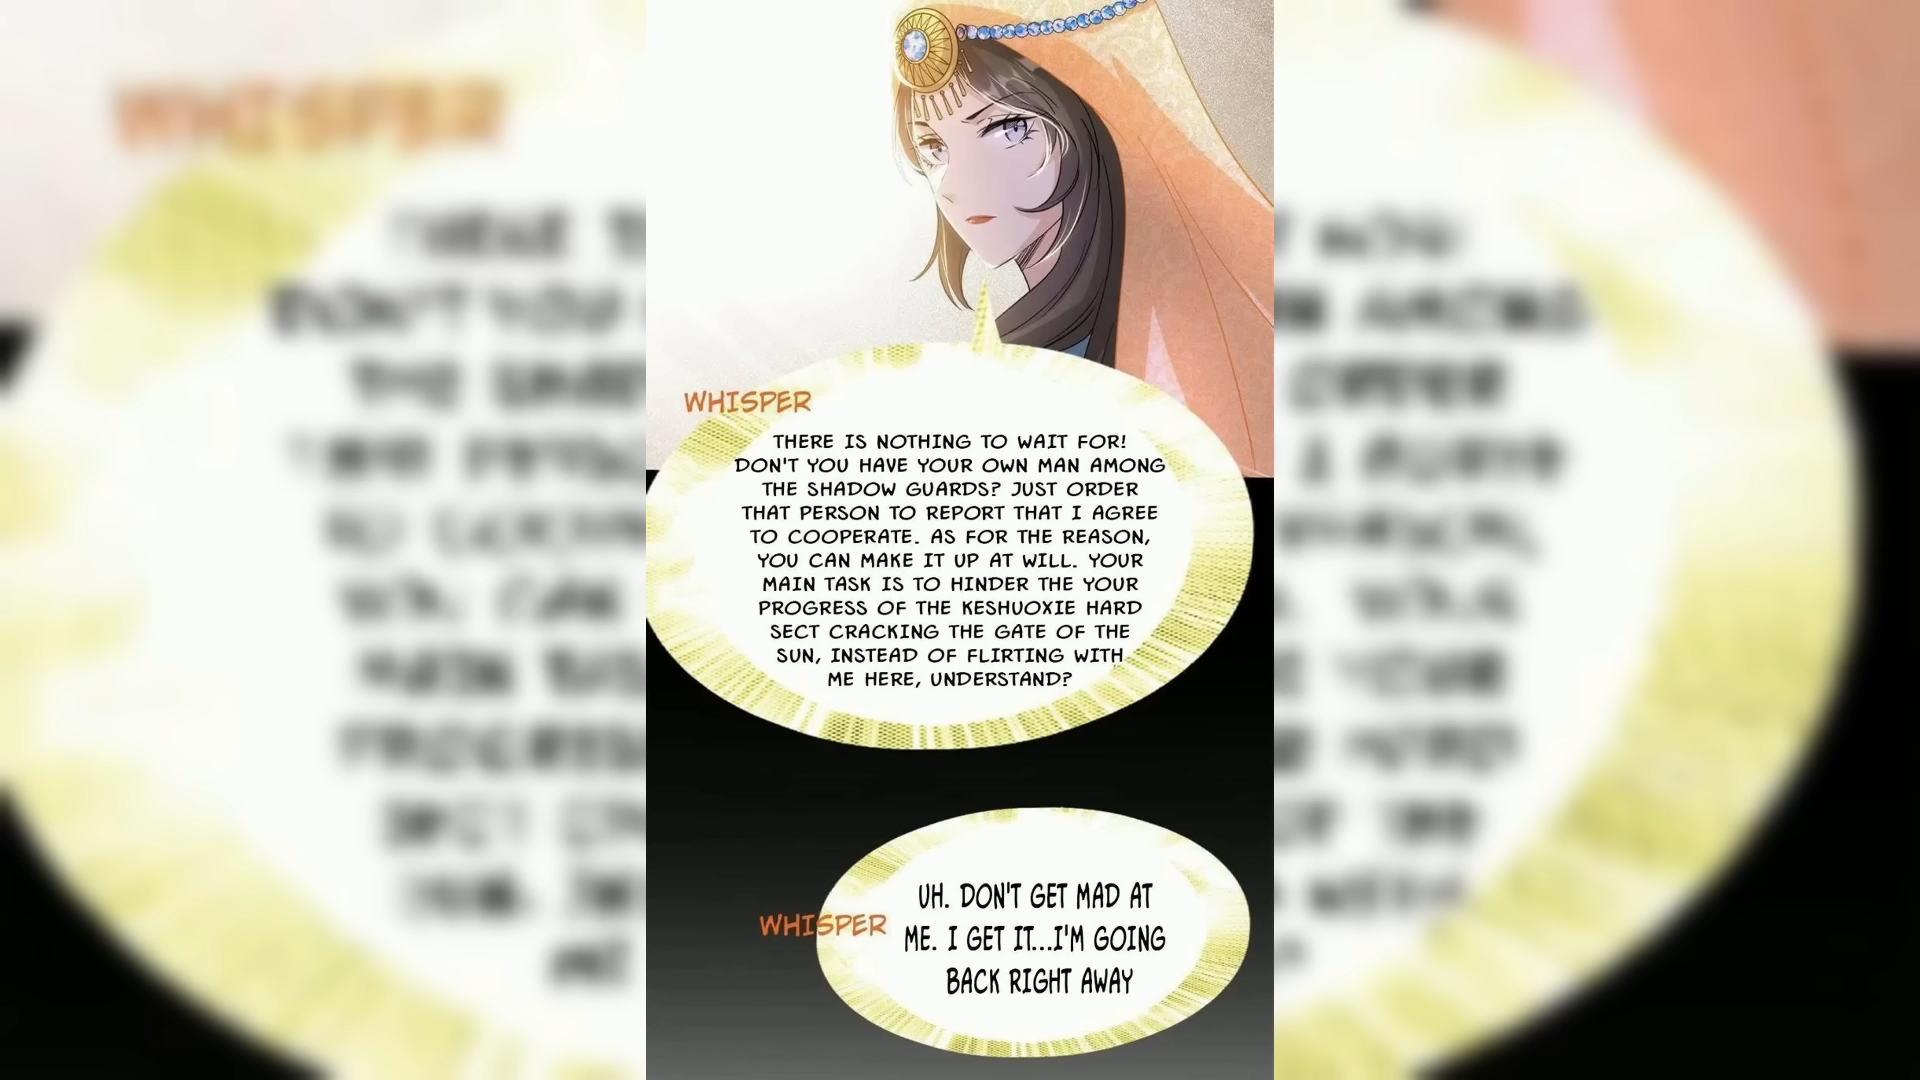 WHISPER
THERE IS NOTHING TO WAIT FOR!
DON'T YOU HAVE YOUR OWN MAN AMONG
THE SHADOW GUARDS? JUST ORDER
THAT PERSON TO REPORT THAT I AGREE
TO COOPERATE. AS FOR THE REASON,
YOU CAN MAKE IT UP AT WILL. YOUR
MAIN TASK IS TO HINDER THE YOUR
PROGRESS OF THE KESHUOXIE HARD
SECT CRACKING THE GATE OF THE
SUN, INSTEAD OF FLIRTING WITH
ME HERE, UNDERSTAND?
WHISPER
UH. DON'T GET MAD AT
ME. I GET IT...I'M GOING
BACK RIGHT AWAY